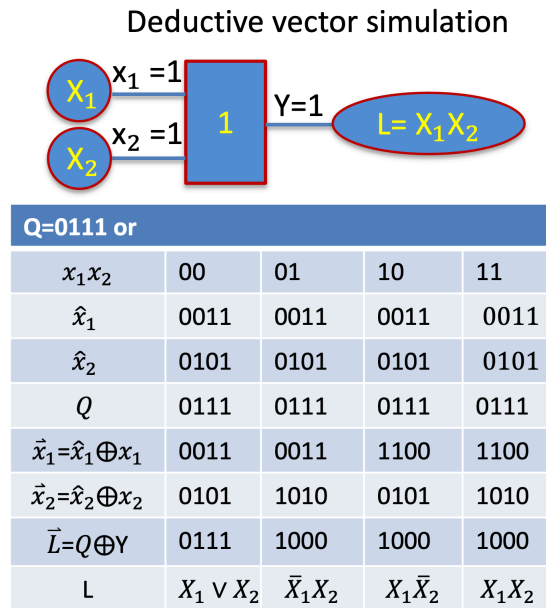 Deductive vector simulation
X₁ x₁ =1
1 Y=1 L= X₁X₂
X₂ x₂ =1
Q=0111 or
x₁x₂ 00 01 10 11
x̂₁ 0011 0011 0011 0011
x̂₂ 0101 0101 0101 0101
Q 0111 0111 0111 0111
x⃗₁=x̂₁⊕x₁ 0011 0011 1100 1100
x⃗₂=x̂₂⊕x₂ 0101 1010 0101 1010
L⃗=Q⊕Y 0111 1000 1000 1000
L X₁ ∨ X₂ X̄₁X₂ X₁X̄₂ X₁X₂